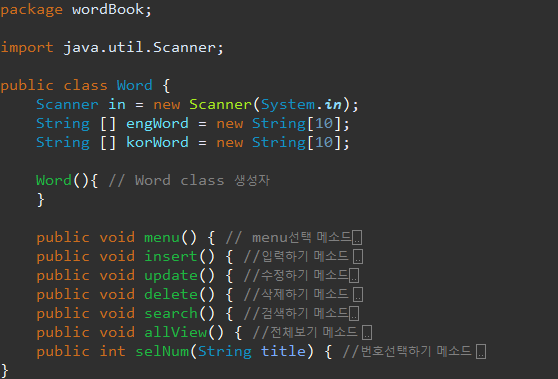 package wordBook;
import java.util.Scanner;
public class Word {
Scanner in = new Scanner(System.in);
String [] engWord = new String[10];
String [] korWord = new String[10];
Word(){ // Word class 생성자
}
public void menu() { // menu선택 메소드
public void insert() { //입력하기 메소드
public void update() { //수정하기 메소드
public void delete() { //삭제하기 메소드
public void search() { //검색하기 메소드
public void allView() { //전체보기 메소드
public int selNum(String title) { //번호선택하기 메소드
}